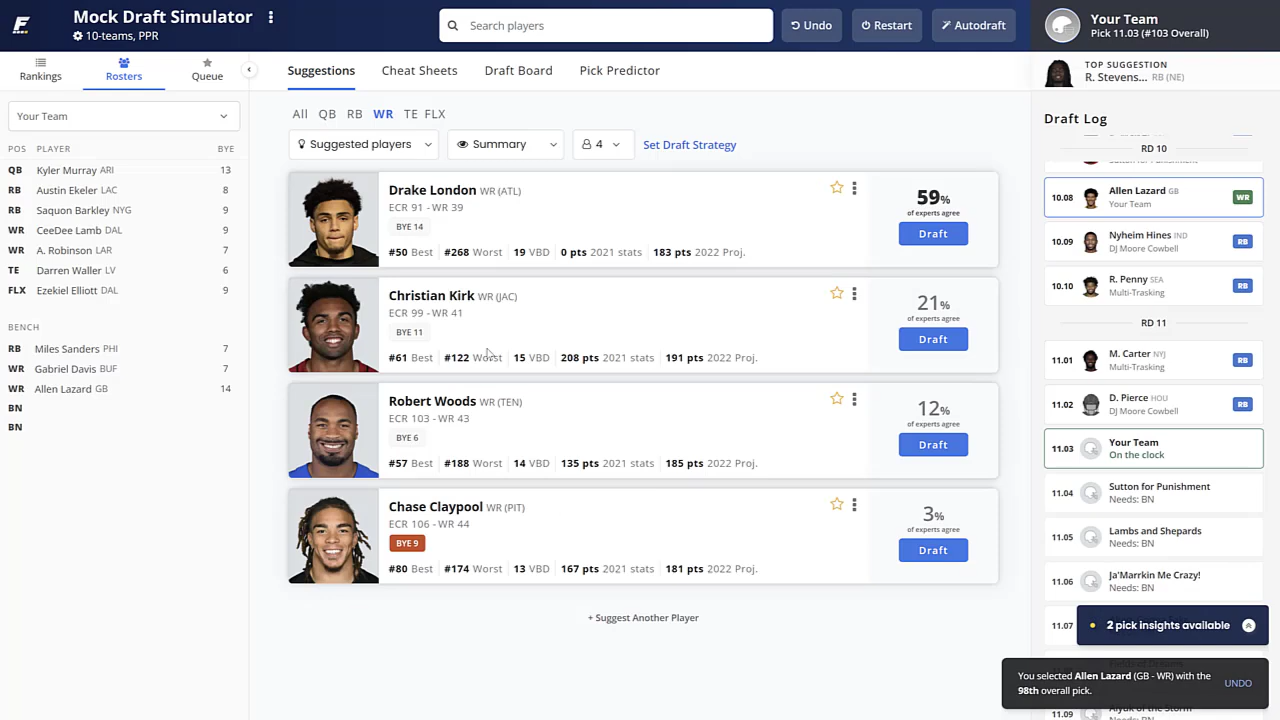 Mock Draft Simulator
10-teams, PPR
Search players
Undo
Restart
Autodraft
Your Team
Pick 11.03 (#103 Overall)
Rankings
Rosters
Queue
Suggestions
Cheat Sheets
Draft Board
Pick Predictor
TOP SUGGESTION
R. Stevens... RB (NE)
Your Team
POS PLAYER BYE
QB Kyler Murray ARI 13
RB Austin Ekeler LAC 8
RB Saquon Barkley NYG 9
WR CeeDee Lamb DAL 9
WR A. Robinson LAR 7
TE Darren Waller LV 6
FLX Ezekiel Elliott DAL 9
BENCH
RB Miles Sanders PHI 7
WR Gabriel Davis BUF 7
WR Allen Lazard GB 14
BN
BN
All QB RB WR TE FLX
Suggested players
Summary
4
Set Draft Strategy
Drake London WR (ATL)
ECR 91 - WR 39
BYE 14
#50 Best #268 Worst 19 VBD 0 pts 2021 stats 183 pts 2022 Proj.
59%
of experts agree
Draft
Christian Kirk WR (JAC)
ECR 99 - WR 41
BYE 11
#61 Best #122 Worst 15 VBD 208 pts 2021 stats 191 pts 2022 Proj.
21%
of experts agree
Draft
Robert Woods WR (TEN)
ECR 103 - WR 43
BYE 6
#57 Best #188 Worst 14 VBD 135 pts 2021 stats 185 pts 2022 Proj.
12%
of experts agree
Draft
Chase Claypool WR (PIT)
ECR 106 - WR 44
BYE 9
#80 Best #174 Worst 13 VBD 167 pts 2021 stats 181 pts 2022 Proj.
3%
of experts agree
Draft
+ Suggest Another Player
Draft Log
RD 10
10.08 Allen Lazard GB WR
Your Team
10.09 Nyheim Hines IND RB
DJ Moore Cowbell
10.10 R. Penny SEA RB
Multi-Tasking
RD 11
11.01 M. Carter NYJ RB
Multi-Tasking
11.02 D. Pierce HOU RB
DJ Moore Cowbell
11.03 Your Team
On the clock
11.04 Sutton for Punishment
Needs: BN
11.05 Lambs and Shepards
Needs: BN
11.06 Ja'Marrkin Me Crazy!
Needs: BN
11.07
2 pick insights available
You selected Allen Lazard (GB - WR) with the
98th overall pick.
UNDO
11.09